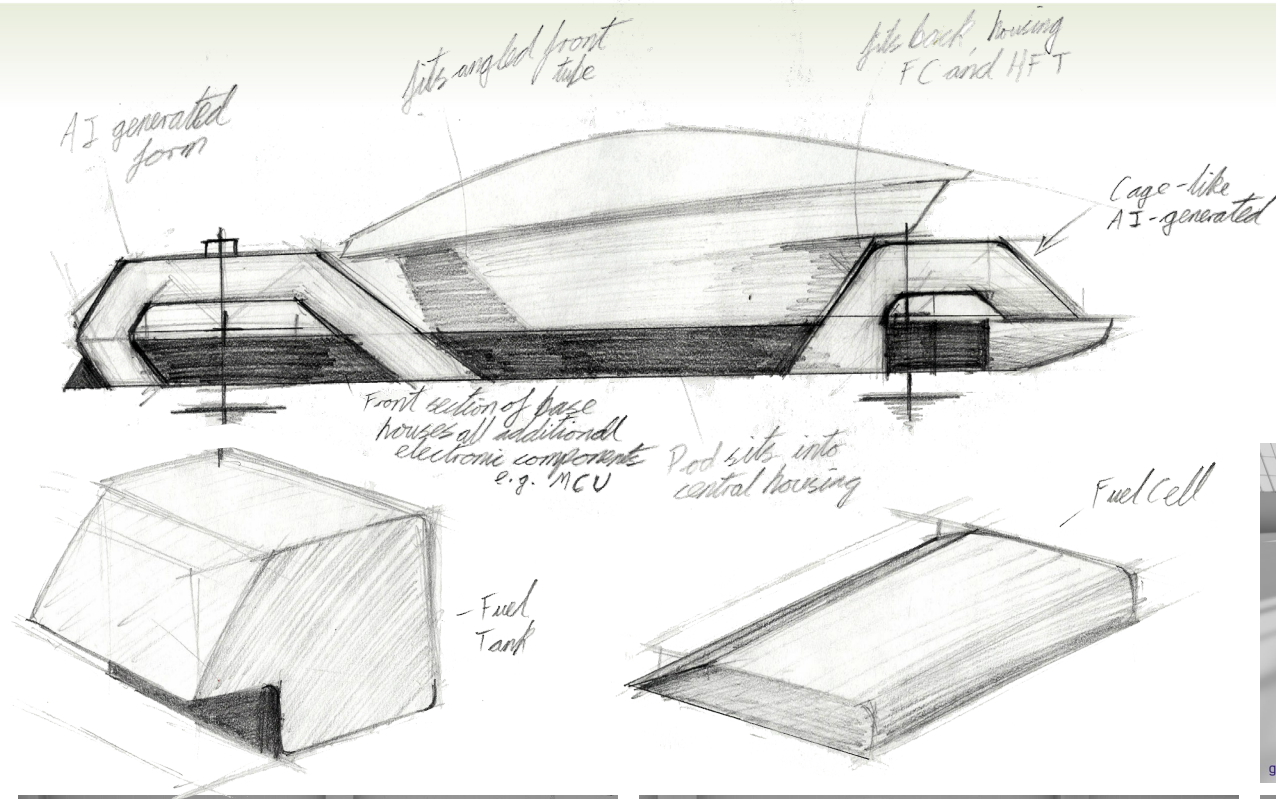 AI generated
form
fits angled front
tube
fits back, housing
FC and HFT
Cage-like
AI-generated
Front section of base
houses all additional
electronic components
e.g. MCU
Pod sits into
central housing
Fuel Cell
- Fuel
Tank
g